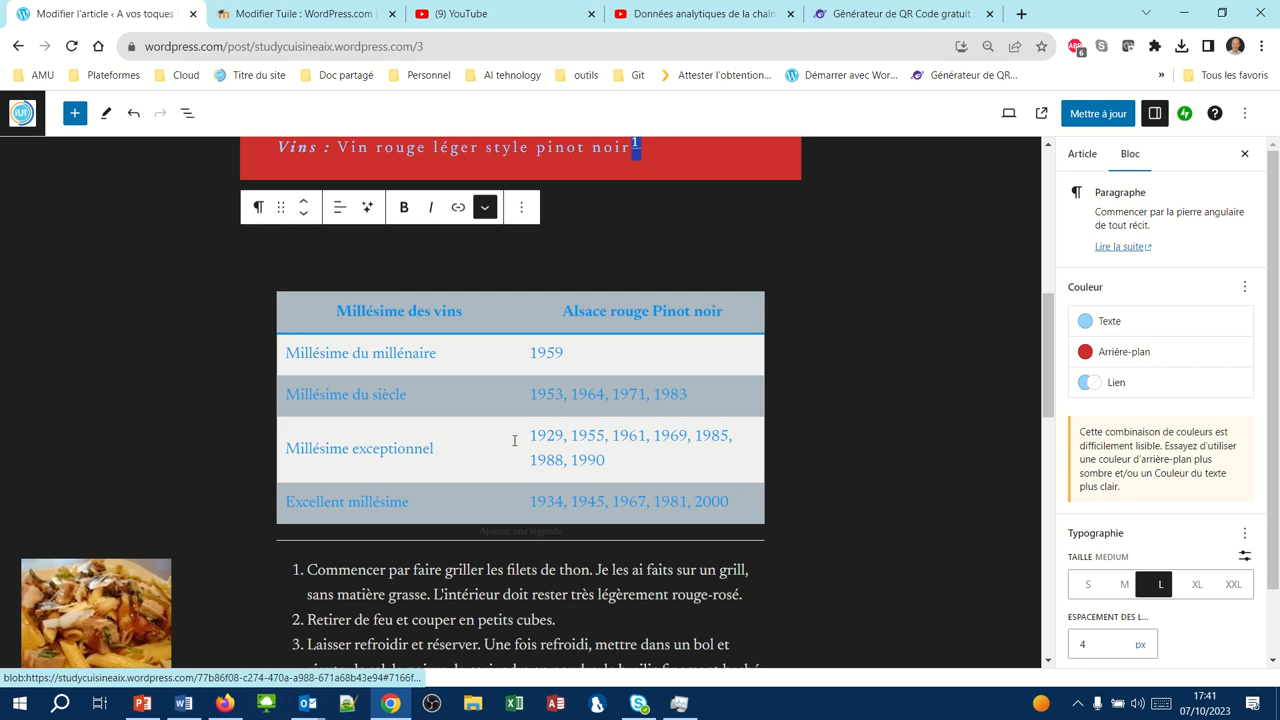 Modifier l'article « A vos toques
Modifier Tuile : WordPress.com
(9) YouTube
Données analytiques de la chaîn
Générateur de QR Code gratuit
wordpress.com/post/studycuisineaix.wordpress.com/3
ABP
6
AMU
Plateformes
Cloud
Titre du site
Doc partagé
Personnel
AI tehnology
outils
Git
Attester l'obtention...
Démarrer avec Wor...
Générateur de QR...
»
Tous les favoris
Mettre à jour
Vins : Vin rouge léger style pinot noir1
B I
Millésime des vins Alsace rouge Pinot noir
Millésime du millénaire 1959
Millésime du siècle 1953, 1964, 1971, 1983
Millésime exceptionnel 1929, 1955, 1961, 1969, 1985,
1988, 1990
Excellent millésime 1934, 1945, 1967, 1981, 2000
Ajouter une légende
1. Commencer par faire griller les filets de thon. Je les ai faits sur un grill,
sans matière grasse. L'intérieur doit rester très légèrement rouge-rosé.
2. Retirer de feu et couper en petits cubes.
3. Laisser refroidir et réserver. Une fois refroidi, mettre dans un bol et
Article
Bloc
Paragraphe
Commencer par la pierre angulaire
de tout récit.
Lire la suite
Couleur
Texte
Arrière-plan
Lien
Cette combinaison de couleurs est
difficilement lisible. Essayez d'utiliser
une couleur d'arrière-plan plus
sombre et/ou un Couleur du texte
plus clair.
Typographie
TAILLE MEDIUM
S M L XL XXL
ESPACEMENT DES L...
4 px
blob:https://studycuisineaix.wordpress.com/77b86f08-c274-470a-a988-671a68b43e94#7166f...
17:41
07/10/2023